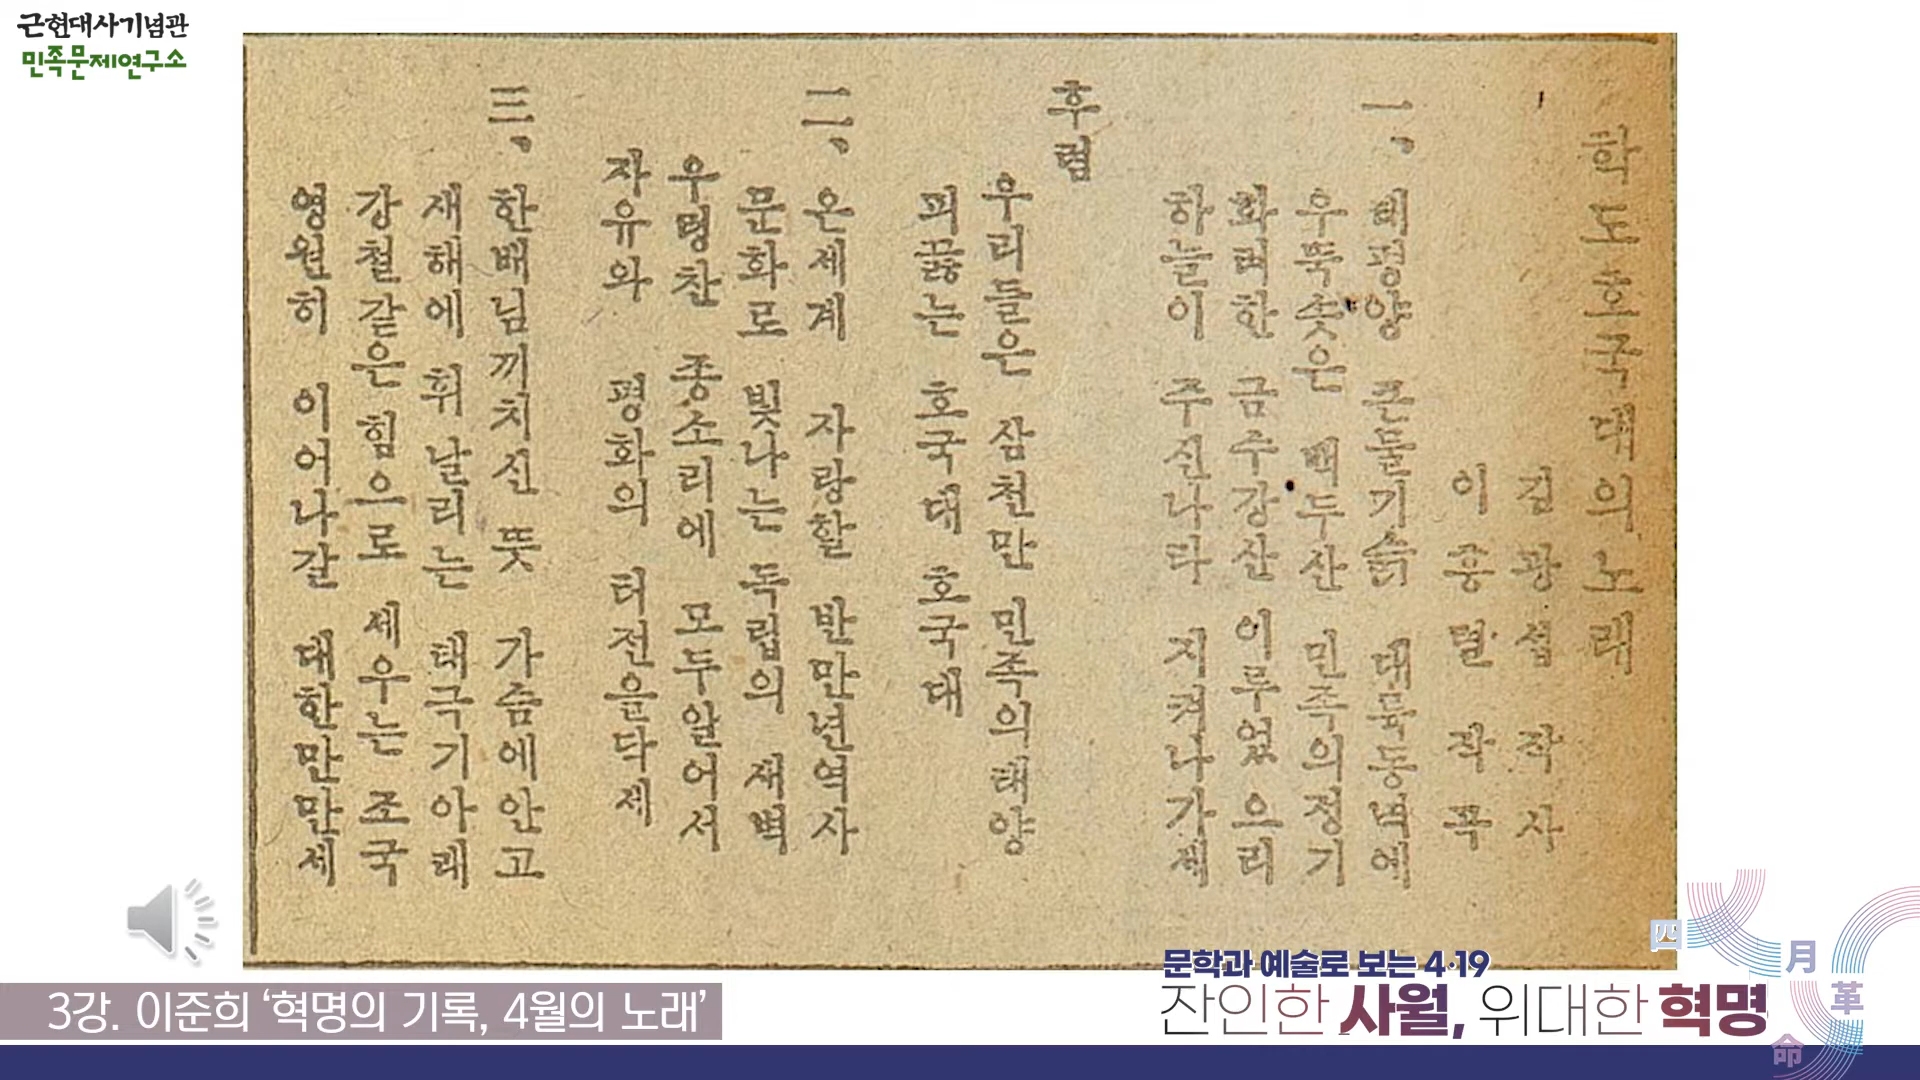 근현대사기념관
민족문제연구소
학도호국대의노래
김광섭 작사
이흥렬 작곡
一、 태평양 큰물기슭 대륙동벽에
우뚝솟은 백두산 민족의정기
화려한 금수강산 이루었으리
하늘이 주신나라 지켜나가세
후렴
우리들은 삼천만 민족의태양
피끓는 호국대 호국대
二、 온세계 자랑할 반만년역사
문화로 빛나는 독립의 새벽
우렁찬 종소리에 모두알어서
자유와 평화의 터전을닥세
三、 한배님끼치신 뜻 가슴에안고
새해에 휘날리는 태극기아래
강철같은힘으로 세우는 조국
영원히 이어나갈 대한만만세
문학과 예술로 보는 4·19
잔인한 사월, 위대한 혁명
四月革命
3강. 이준희 ‘혁명의 기록, 4월의 노래’